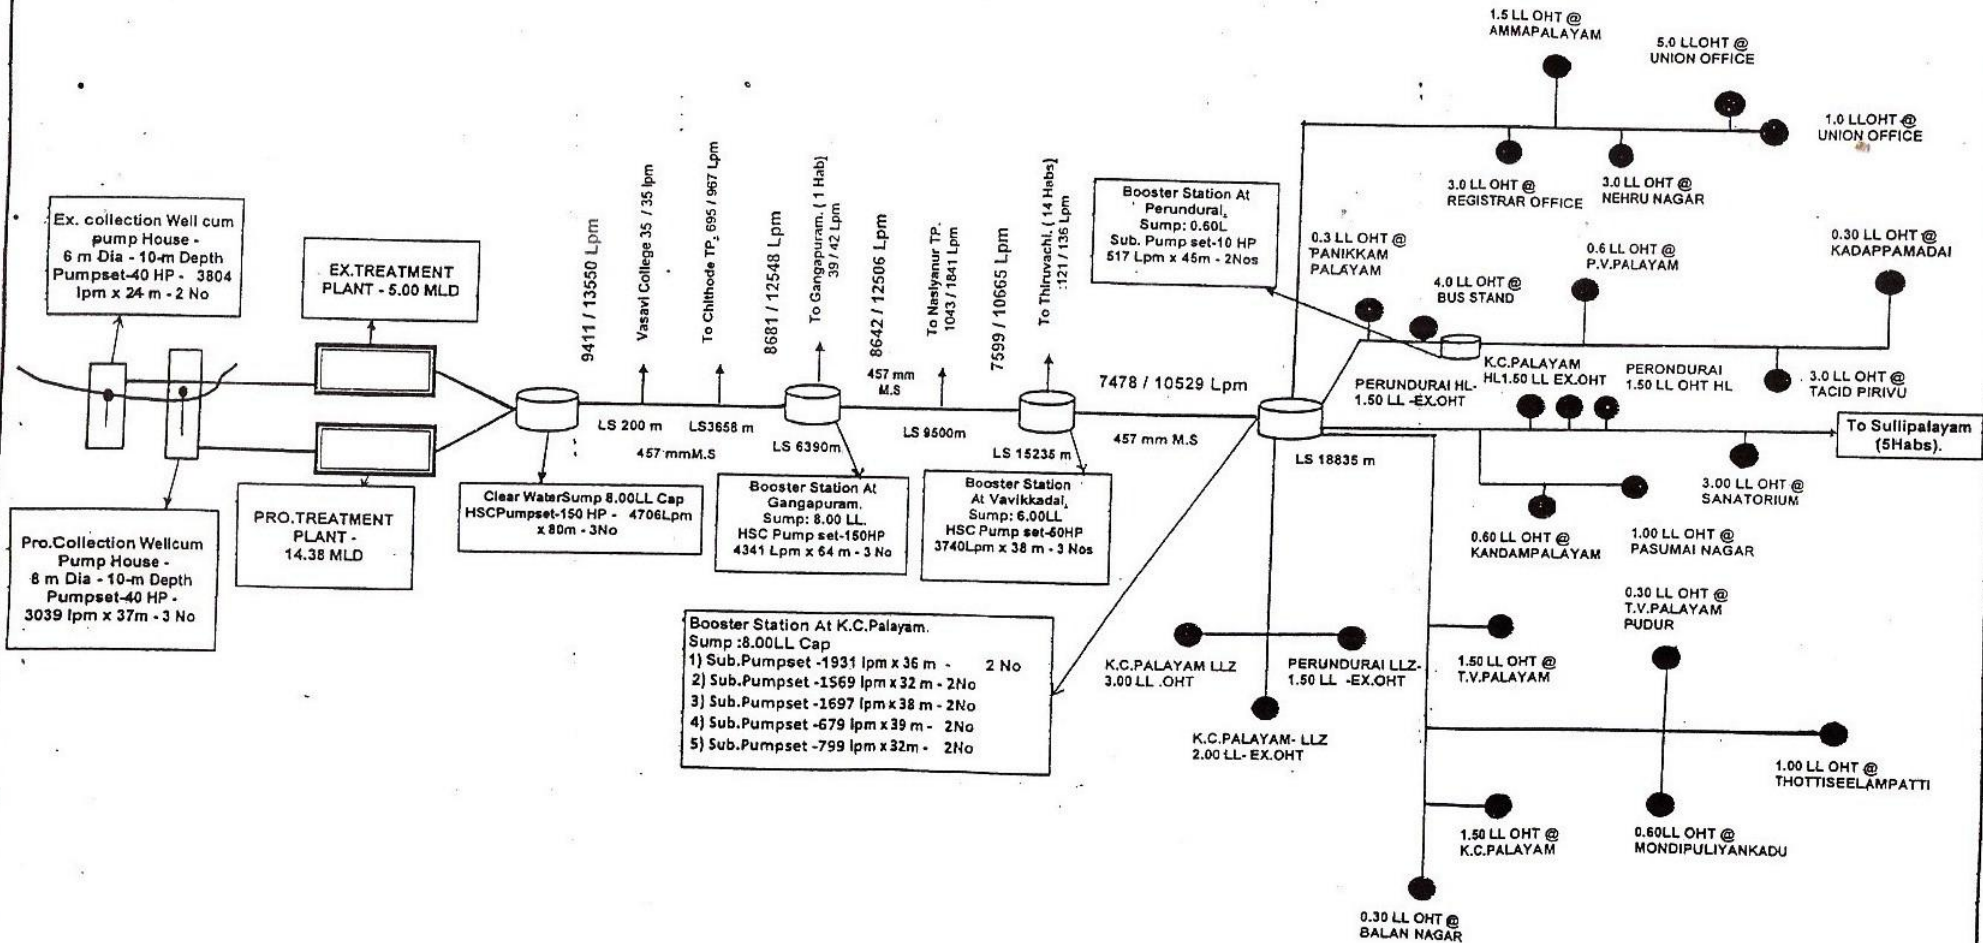 Ex. collection Well cum
pump House -
6 m Dia - 10-m Depth
Pumpset-40 HP - 3804
lpm x 24 m - 2 No
EX.TREATMENT
PLANT - 5.00 MLD
Pro.Collection Wellcum
Pump House -
8 m Dia - 10-m Depth
Pumpset-40 HP -
3039 lpm x 37m - 3 No
PRO.TREATMENT
PLANT -
14.38 MLD
Clear WaterSump 8.00LL Cap
HSCPumpset-150 HP - 4706Lpm
x 80m - 3No
9411 / 13550 Lpm
Vasavi College 35 / 35 lpm
To Chithode TP. 695 / 967 Lpm
8681 / 12548 Lpm
To Gangapuram. ( 1 Hab)
39 / 42 Lpm
8642 / 12506 Lpm
457 mm
M.S
To Nasiyanur TP.
1043 / 1841 Lpm
7599 / 10665 Lpm
To Thiruvachi. ( 14 Habs)
121 / 136 Lpm
7478 / 10529 Lpm
LS 200 m
LS3658 m
457 mmM.S
LS 6390m
LS 9500m
LS 15235 m
457 mm M.S
LS 18835 m
Booster Station At
Gangapuram.
Sump: 8.00 LL.
HSC Pump set-150HP
4341 Lpm x 64 m - 3 No
Booster Station
At Vavikkadai,
Sump: 6.00LL
HSC Pump set-60HP
3740Lpm x 38 m - 3 Nos
Booster Station At
Perundurai,
Sump: 0.60L
Sub. Pump set-10 HP
517 Lpm x 45m - 2Nos
Booster Station At K.C.Palayam.
Sump :8.00LL Cap
1) Sub.Pumpset -1931 lpm x 36 m - 2 No
2) Sub.Pumpset -1569 lpm x 32 m - 2No
3) Sub.Pumpset -1697 lpm x 38 m - 2No
4) Sub.Pumpset -679 lpm x 39 m - 2No
5) Sub.Pumpset -799 lpm x 32m - 2No
1.5 LL OHT @
AMMAPALAYAM
5.0 LLOHT @
UNION OFFICE
1.0 LLOHT @
UNION OFFICE
3.0 LL OHT @
REGISTRAR OFFICE
3.0 LL OHT @
NEHRU NAGAR
0.3 LL OHT @
PANIKKAM
PALAYAM
4.0 LL OHT @
BUS STAND
0.6 LL OHT @
P.V.PALAYAM
0.30 LL OHT @
KADAPPAMADAI
3.0 LL OHT @
TACID PIRIVU
PERUNDURAI HL-
1.50 LL -EX.OHT
K.C.PALAYAM
HL1.50 LL EX.OHT
PERONDURAI
1.50 LL OHT HL
To Sullipalayam
(5Habs).
3.00 LL OHT @
SANATORIUM
0.60 LL OHT @
KANDAMPALAYAM
1.00 LL OHT @
PASUMAI NAGAR
K.C.PALAYAM LLZ
3.00 LL .OHT
PERUNDURAI LLZ-
1.50 LL -EX.OHT
K.C.PALAYAM- LLZ
2.00 LL- EX.OHT
1.50 LL OHT @
T.V.PALAYAM
0.30 LL OHT @
T.V.PALAYAM
PUDUR
1.00 LL OHT @
THOTTISEELAMPATTI
1.50 LL OHT @
K.C.PALAYAM
0.60LL OHT @
MONDIPULIYANKADU
0.30 LL OHT @
BALAN NAGAR